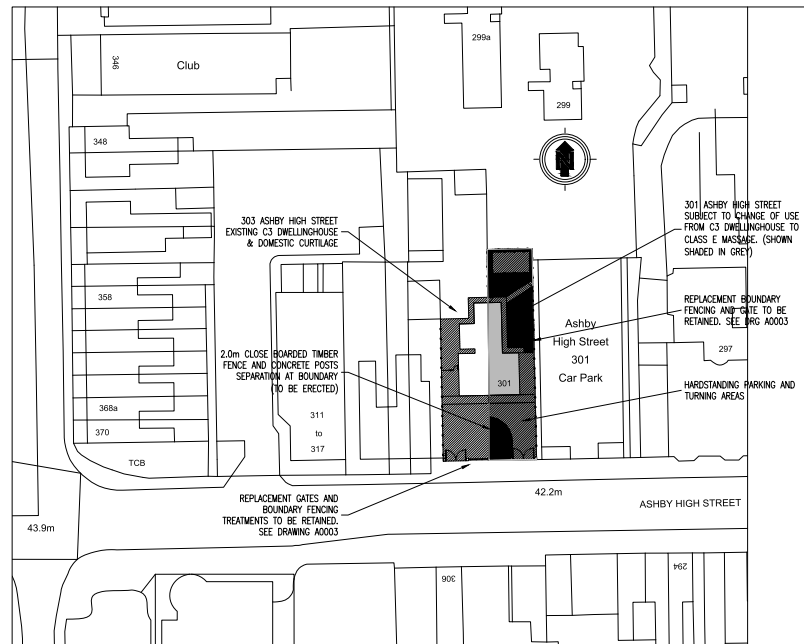 299a
346
Club
299
348
303 ASHBY HIGH STREET
EXISTING C3 DWELLINGHOUSE
& DOMESTIC CURTILAGE
301 ASHBY HIGH STREET
SUBJECT TO CHANGE OF USE
FROM C3 DWELLINGHOUSE TO
CLASS E MASSAGE. (SHOWN
SHADED IN GREY)
N
358
REPLACEMENT BOUNDARY
FENCING AND GATE TO BE
RETAINED. SEE DRG A0003
Ashby
High Street
301
Car Park
297
2.0m CLOSE BOARDED TIMBER
FENCE AND CONCRETE POSTS
SEPARATION AT BOUNDARY
(TO BE ERECTED)
301
HARDSTANDING PARKING AND
TURNING AREAS
368a
370
311
to
317
TCB
42.2m
ASHBY HIGH STREET
REPLACEMENT GATES AND
BOUNDARY FENCING
TREATMENTS TO BE RETAINED.
SEE DRAWING A0003
43.9m
306
294